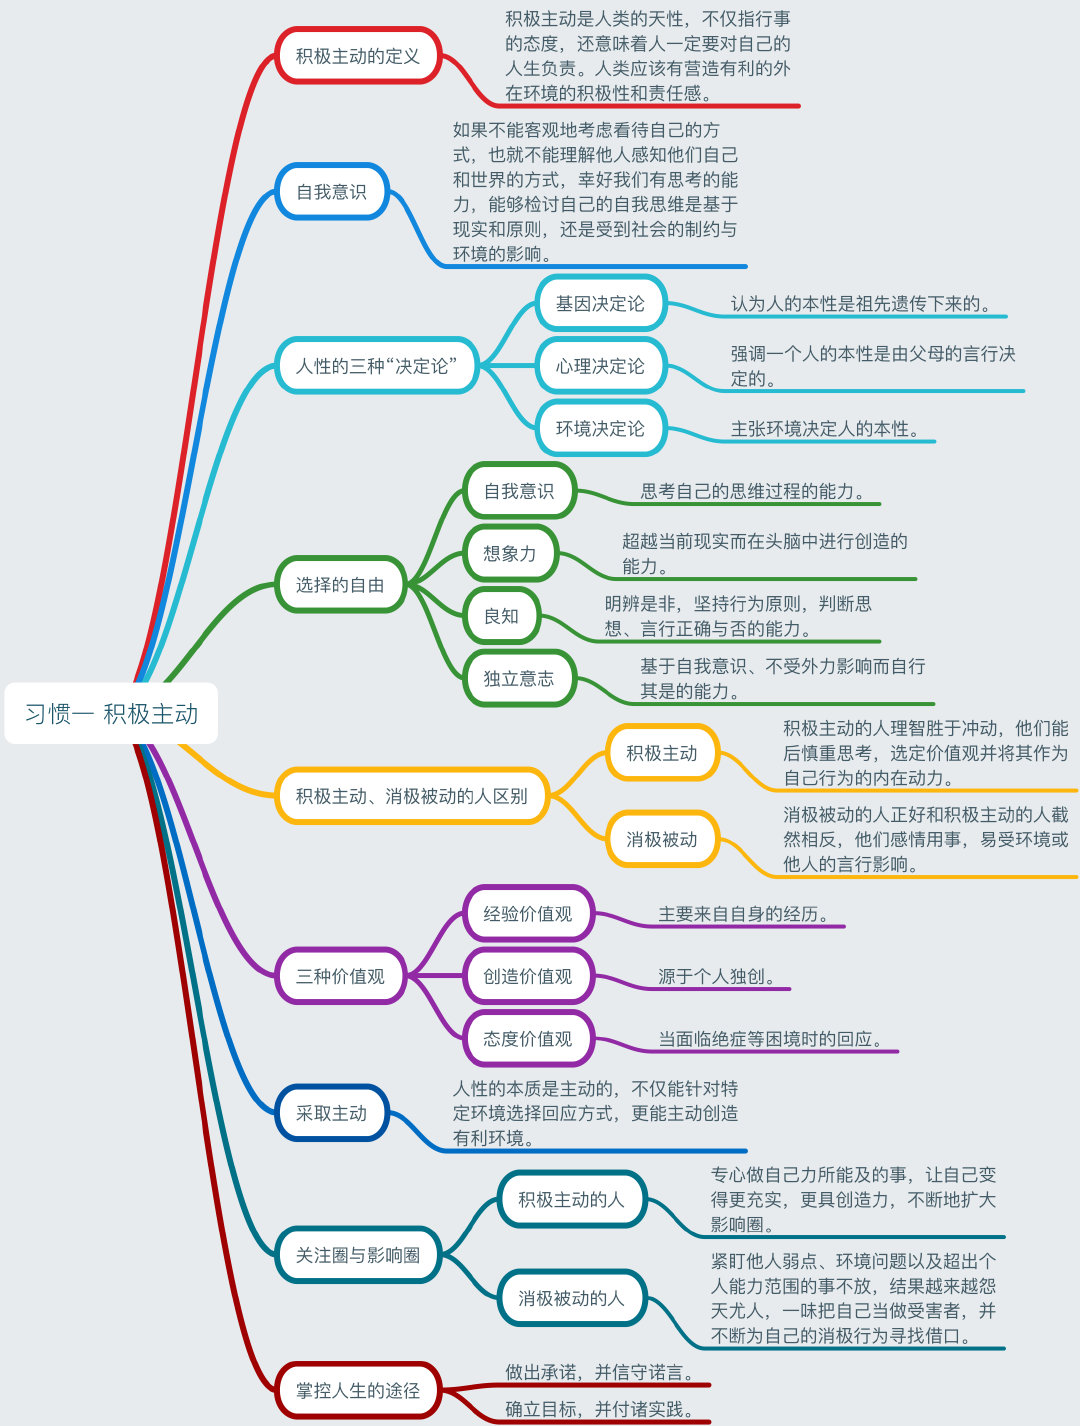 习惯一 积极主动
积极主动的定义
积极主动是人类的天性，不仅指行事
的态度，还意味着人一定要对自己的
人生负责。人类应该有营造有利的外
在环境的积极性和责任感。
自我意识
如果不能客观地考虑看待自己的方
式，也就不能理解他人感知他们自己
和世界的方式，幸好我们有思考的能
力，能够检讨自己的自我思维是基于
现实和原则，还是受到社会的制约与
环境的影响。
人性的三种“决定论”
基因决定论
认为人的本性是祖先遗传下来的。
心理决定论
强调一个人的本性是由父母的言行决
定的。
环境决定论
主张环境决定人的本性。
选择的自由
自我意识
思考自己的思维过程的能力。
想象力
超越当前现实而在头脑中进行创造的
能力。
良知
明辨是非，坚持行为原则，判断思
想、言行正确与否的能力。
独立意志
基于自我意识、不受外力影响而自行
其是的能力。
积极主动、消极被动的人区别
积极主动
积极主动的人理智胜于冲动，他们能
后慎重思考，选定价值观并将其作为
自己行为的内在动力。
消极被动
消极被动的人正好和积极主动的人截
然相反，他们感情用事，易受环境或
他人的言行影响。
三种价值观
经验价值观
主要来自自身的经历。
创造价值观
源于个人独创。
态度价值观
当面临绝症等困境时的回应。
采取主动
人性的本质是主动的，不仅能针对特
定环境选择回应方式，更能主动创造
有利环境。
关注圈与影响圈
积极主动的人
专心做自己力所能及的事，让自己变
得更充实，更具创造力，不断地扩大
影响圈。
消极被动的人
紧盯他人弱点、环境问题以及超出个
人能力范围的事不放，结果越来越怨
天尤人，一味把自己当做受害者，并
不断为自己的消极行为寻找借口。
掌控人生的途径
做出承诺，并信守诺言。
确立目标，并付诸实践。